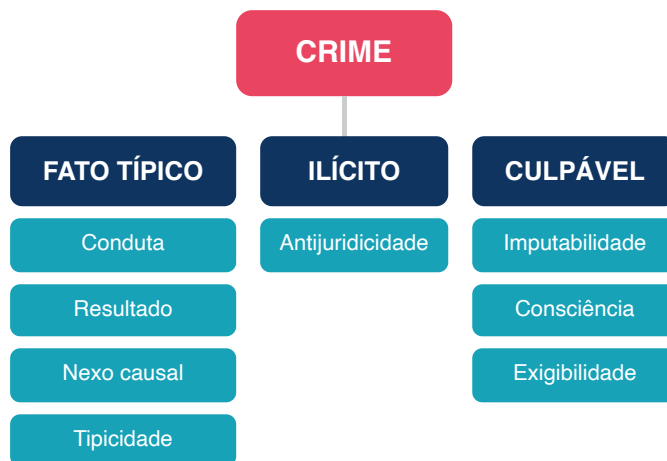 CRIME
FATO TÍPICO
Conduta
Resultado
Nexo causal
Tipicidade
ILÍCITO
Antijuridicidade
CULPÁVEL
Imputabilidade
Consciência
Exigibilidade